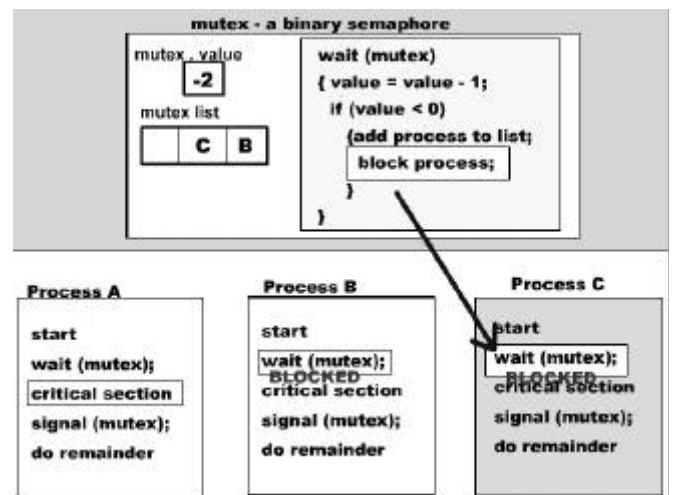 mutex - a binary semaphore
mutex . value
-2
mutex list
C B
wait (mutex)
{ value = value - 1;
if (value < 0)
{add process to list;
block process;
}
}
Process A
start
wait (mutex);
critical section
signal (mutex);
do remainder
Process B
start
wait (mutex);
BLOCKED
critical section
signal (mutex);
do remainder
Process C
start
wait (mutex);
BLOCKED
critical section
signal (mutex);
do remainder